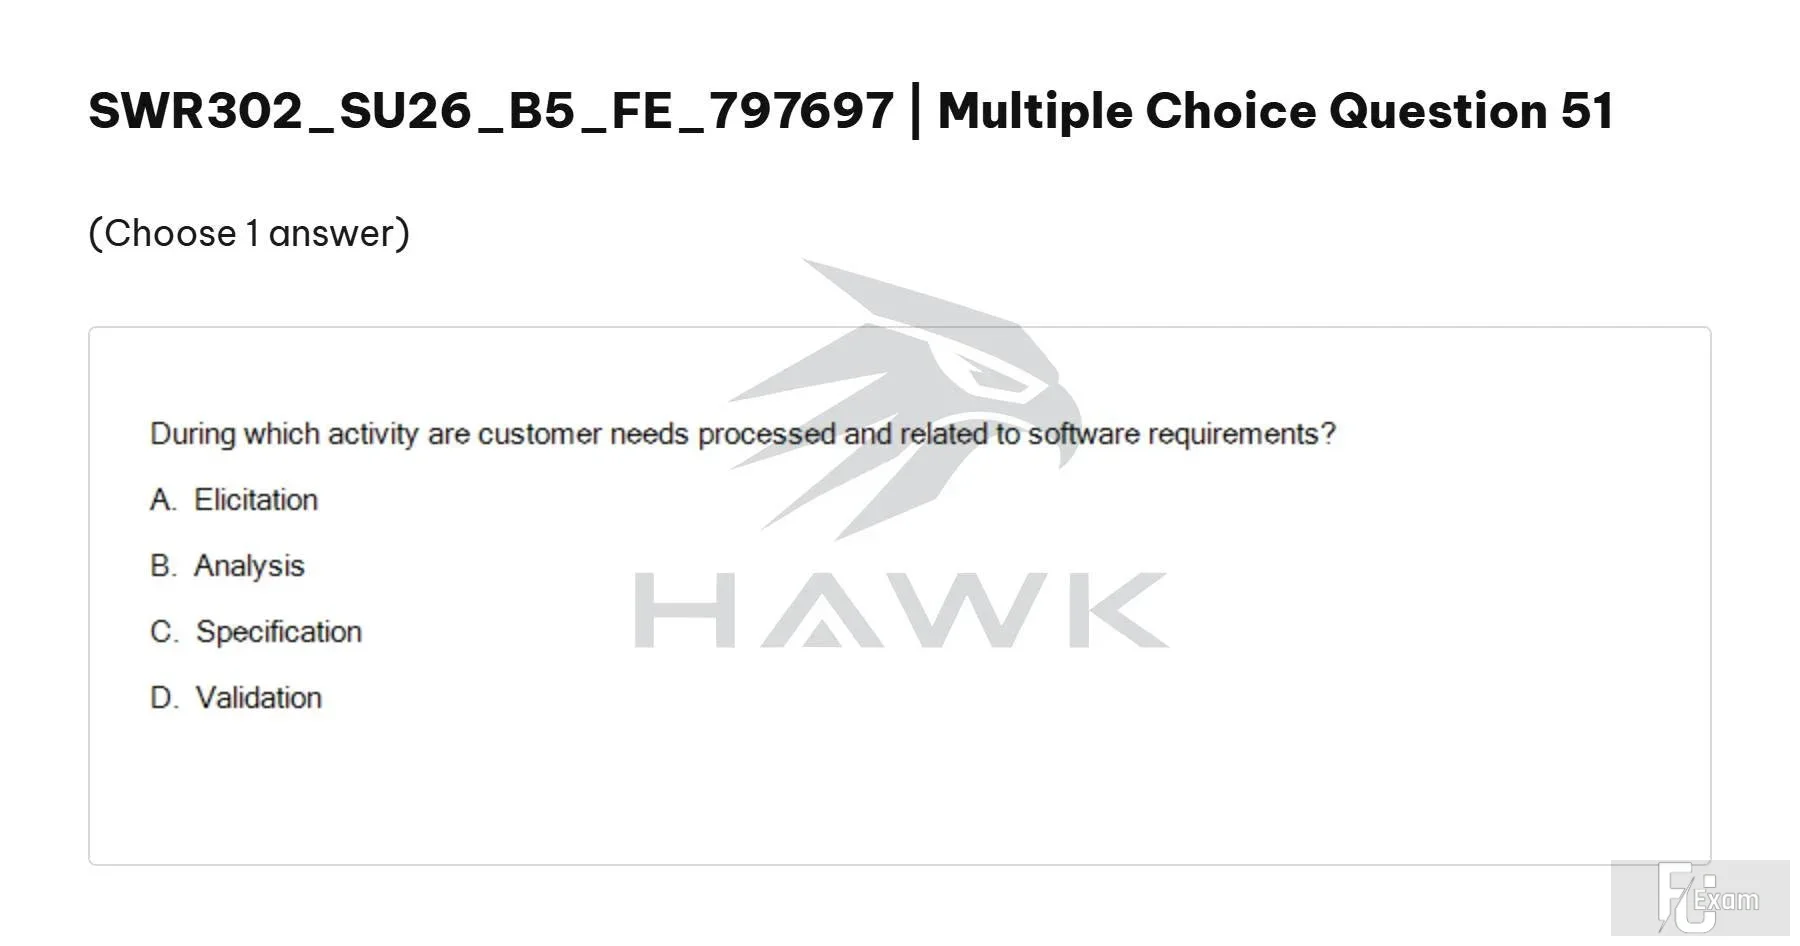 SWR302_SU26_B5_FE_797697 | Multiple Choice Question 51
(Choose 1 answer)
During which activity are customer needs processed and related to software requirements?
A. Elicitation
B. Analysis
C. Specification
D. Validation
HAWK
FU Exam